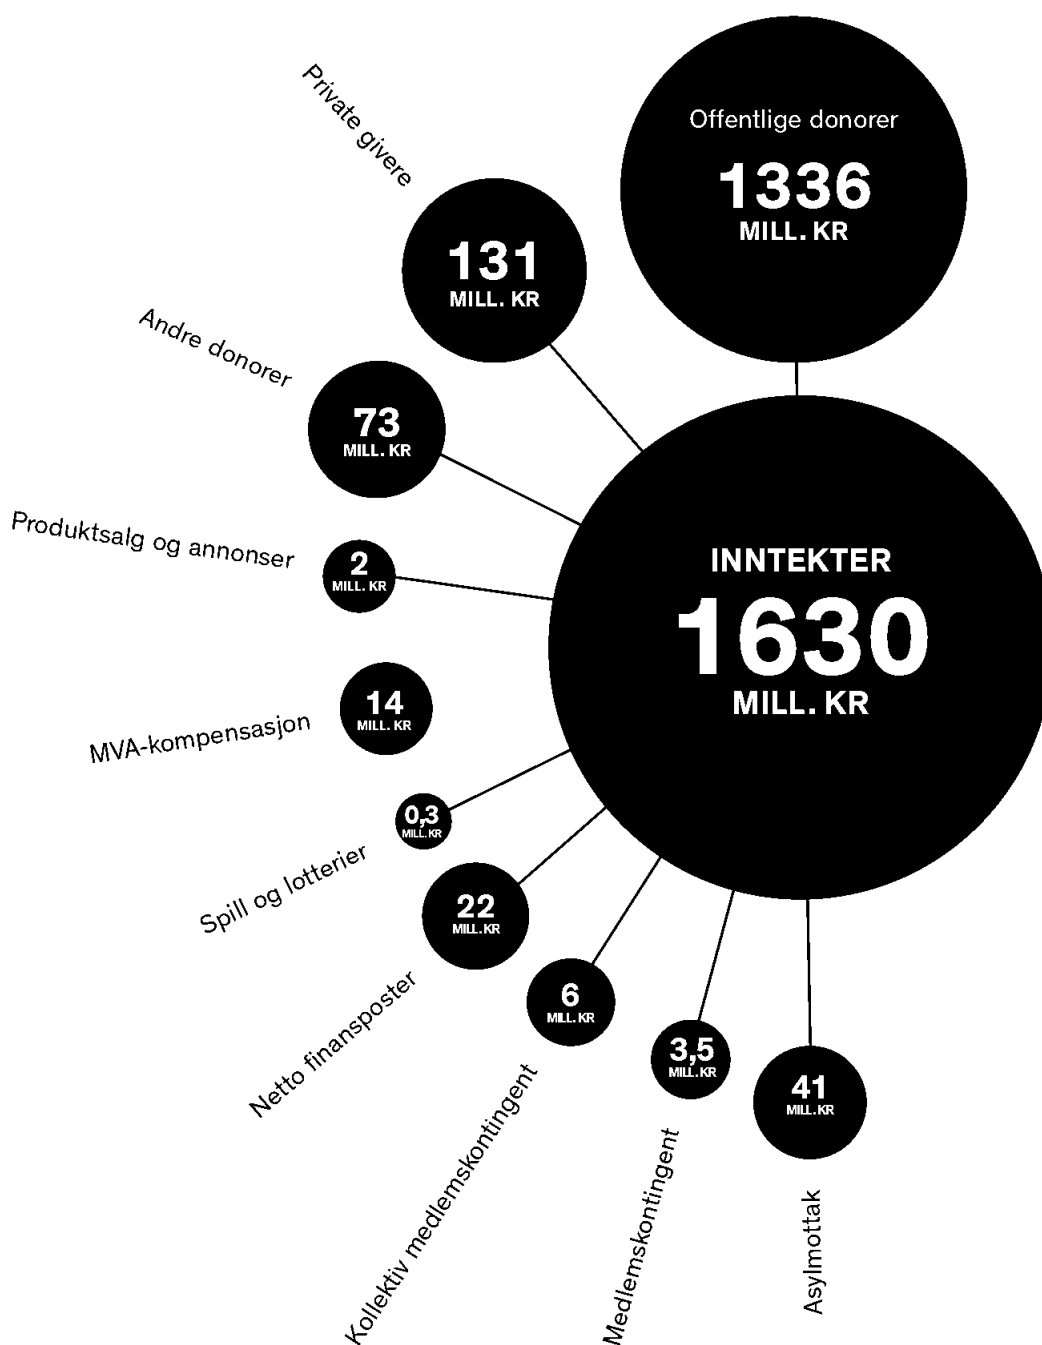 Offentlige donorer
1336
MILL. KR
Private givere
131
MILL. KR
Andre donorer
73
MILL. KR
Produktsalg og annonser
2
MILL. KR
INNTEKTER
1630
MILL. KR
MVA-kompensasjon
14
MILL. KR
Spill og lotterier
0,3
MILL. KR
Netto finansposter
22
MILL. KR
Kollektiv medlemskontingent
6
MILL. KR
Medlemskontingent
3,5
MILL. KR
Asylmottak
41
MILL. KR